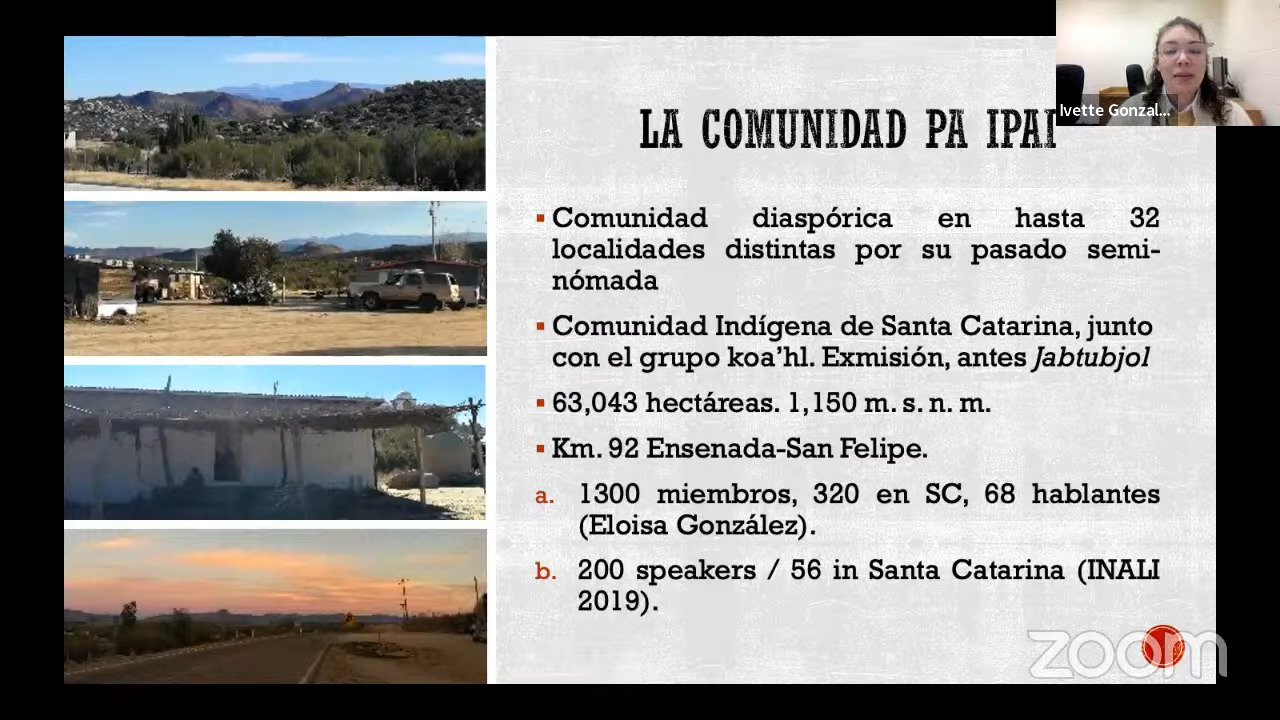 LA COMUNIDAD PA IPAI
Ivette Gonzal...
▪ Comunidad diaspórica en hasta 32
localidades distintas por su pasado semi-
nómada
▪ Comunidad Indígena de Santa Catarina, junto
con el grupo koa’hl. Exmisión, antes Jabtubjol
▪ 63,043 hectáreas. 1,150 m. s. n. m.
▪ Km. 92 Ensenada-San Felipe.
a. 1300 miembros, 320 en SC, 68 hablantes
(Eloisa González).
b. 200 speakers / 56 in Santa Catarina (INALI
2019).
zoom